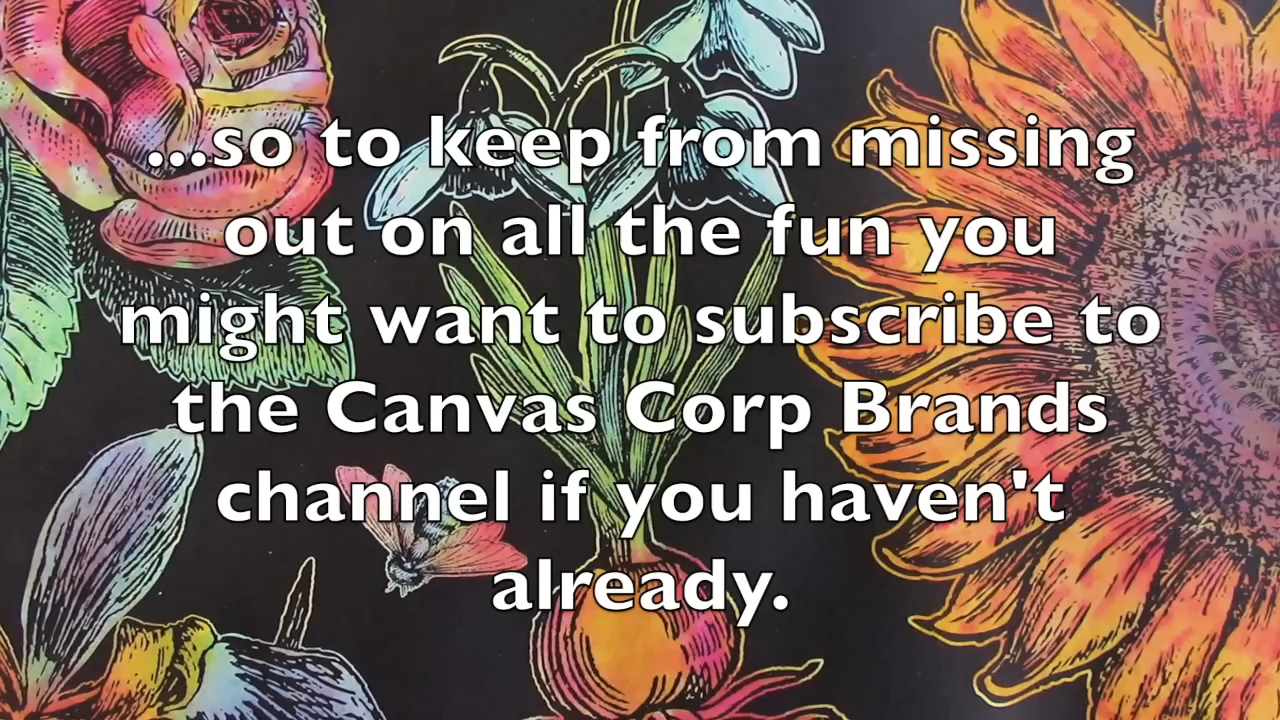 ...so to keep from missing
out on all the fun you
might want to subscribe to
the Canvas Corp Brands
channel if you haven't
already.